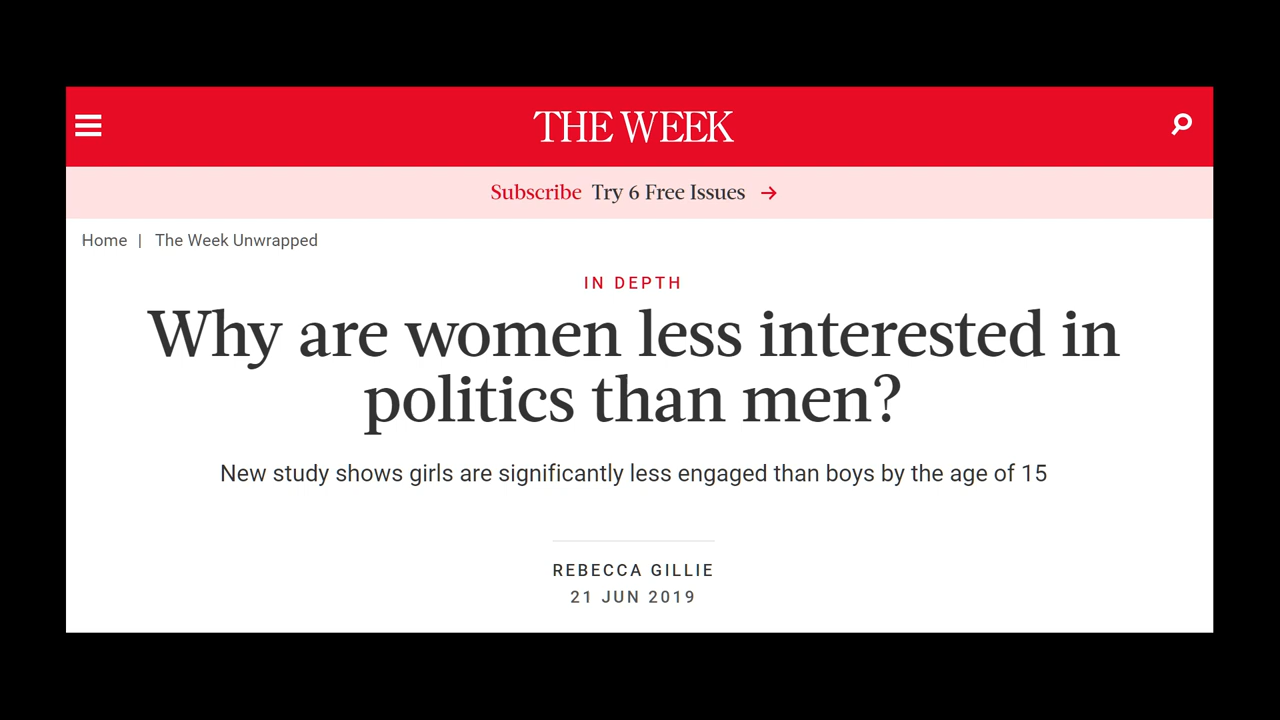 THE WEEK
Subscribe Try 6 Free Issues →
Home | The Week Unwrapped
IN DEPTH
Why are women less interested in
politics than men?
New study shows girls are significantly less engaged than boys by the age of 15
REBECCA GILLIE
21 JUN 2019